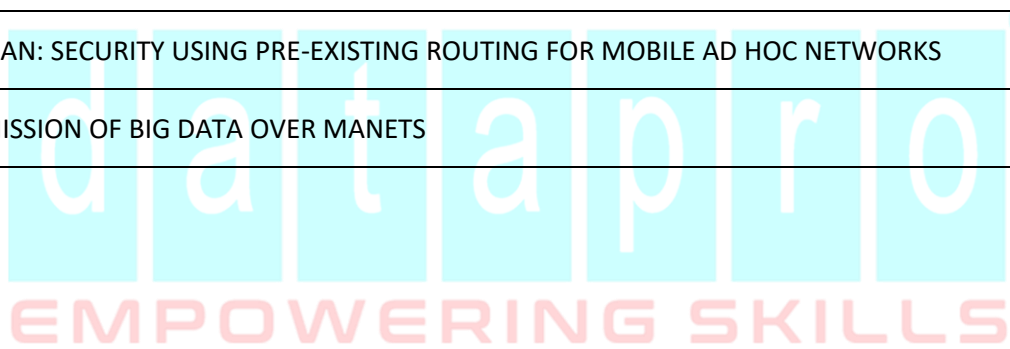 AN: SECURITY USING PRE-EXISTING ROUTING FOR MOBILE AD HOC NETWORKS
ISSION OF BIG DATA OVER MANETS
datapro
EMPOWERING SKILLS